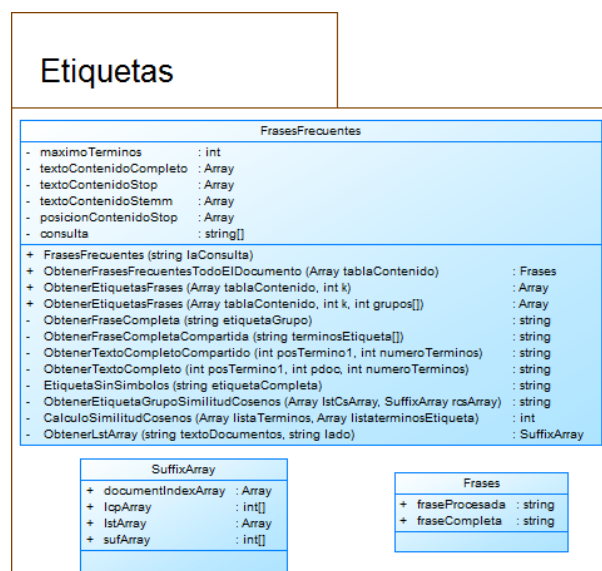 Etiquetas
FrasesFrecuentes
- maximoTerminos : int
- textoContenidoCompleto : Array
- textoContenidoStop : Array
- textoContenidoStemm : Array
- posicionContenidoStop : Array
- consulta : string[]
+ FrasesFrecuentes (string laConsulta)
+ ObtenerFrasesFrecuentesTodoElDocumento (Array tablaContenido) : Frases
+ ObtenerEtiquetasFrases (Array tablaContenido, int k) : Array
+ ObtenerEtiquetasFrases (Array tablaContenido, int k, int grupos[]) : Array
- ObtenerFraseCompleta (string etiquetaGrupo) : string
- ObtenerFraseCompletaCompartida (string terminosEtiqueta[]) : string
- ObtenerTextoCompletoCompartido (int posTermino1, int numeroTerminos) : string
- ObtenerTextoCompleto (int posTermino1, int pdoc, int numeroTerminos) : string
- EtiquetaSinSimbolos (string etiquetaCompleta) : string
- ObtenerEtiquetaGrupoSimilitudCosenos (Array lstCsArray, SuffixArray rcsArray) : string
- CalculoSimilitudCosenos (Array listaTerminos, Array listaterminosEtiqueta) : int
- ObtenerLstArray (string textoDocumentos, string lado) : SuffixArray
SuffixArray
+ documentIndexArray : Array
+ lcpArray : int[]
+ lstArray : Array
+ sufArray : int[]
Frases
+ fraseProcesada : string
+ fraseCompleta : string